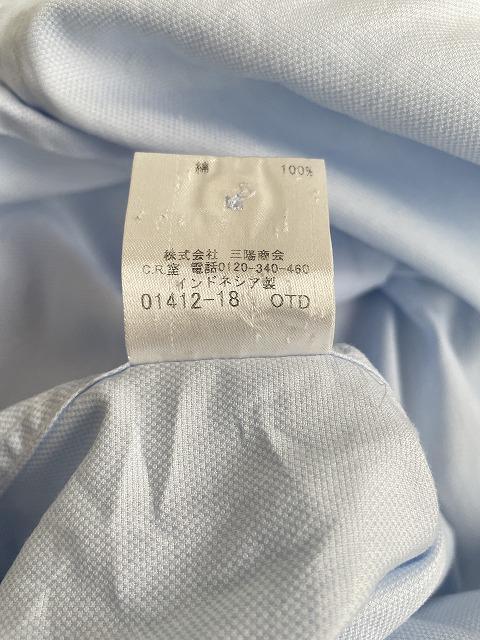 綿 100%
株式会社 三陽商会
C.R.室 電話0120-340-460
インドネシア製
01412-18 OTD